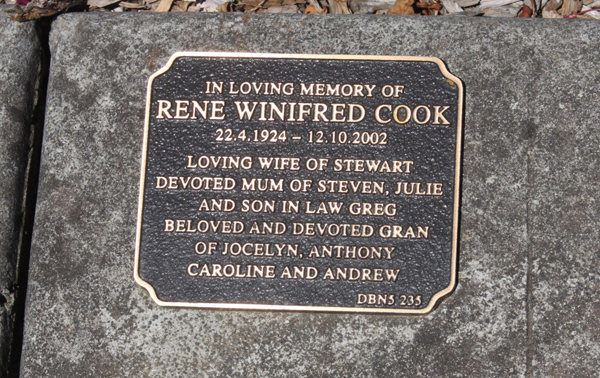 IN LOVING MEMORY OF
RENE WINIFRED COOK
22.4.1924 – 12.10.2002
LOVING WIFE OF STEWART
DEVOTED MUM OF STEVEN, JULIE
AND SON IN LAW GREG
BELOVED AND DEVOTED GRAN
OF JOCELYN, ANTHONY
CAROLINE AND ANDREW
DBN5 235